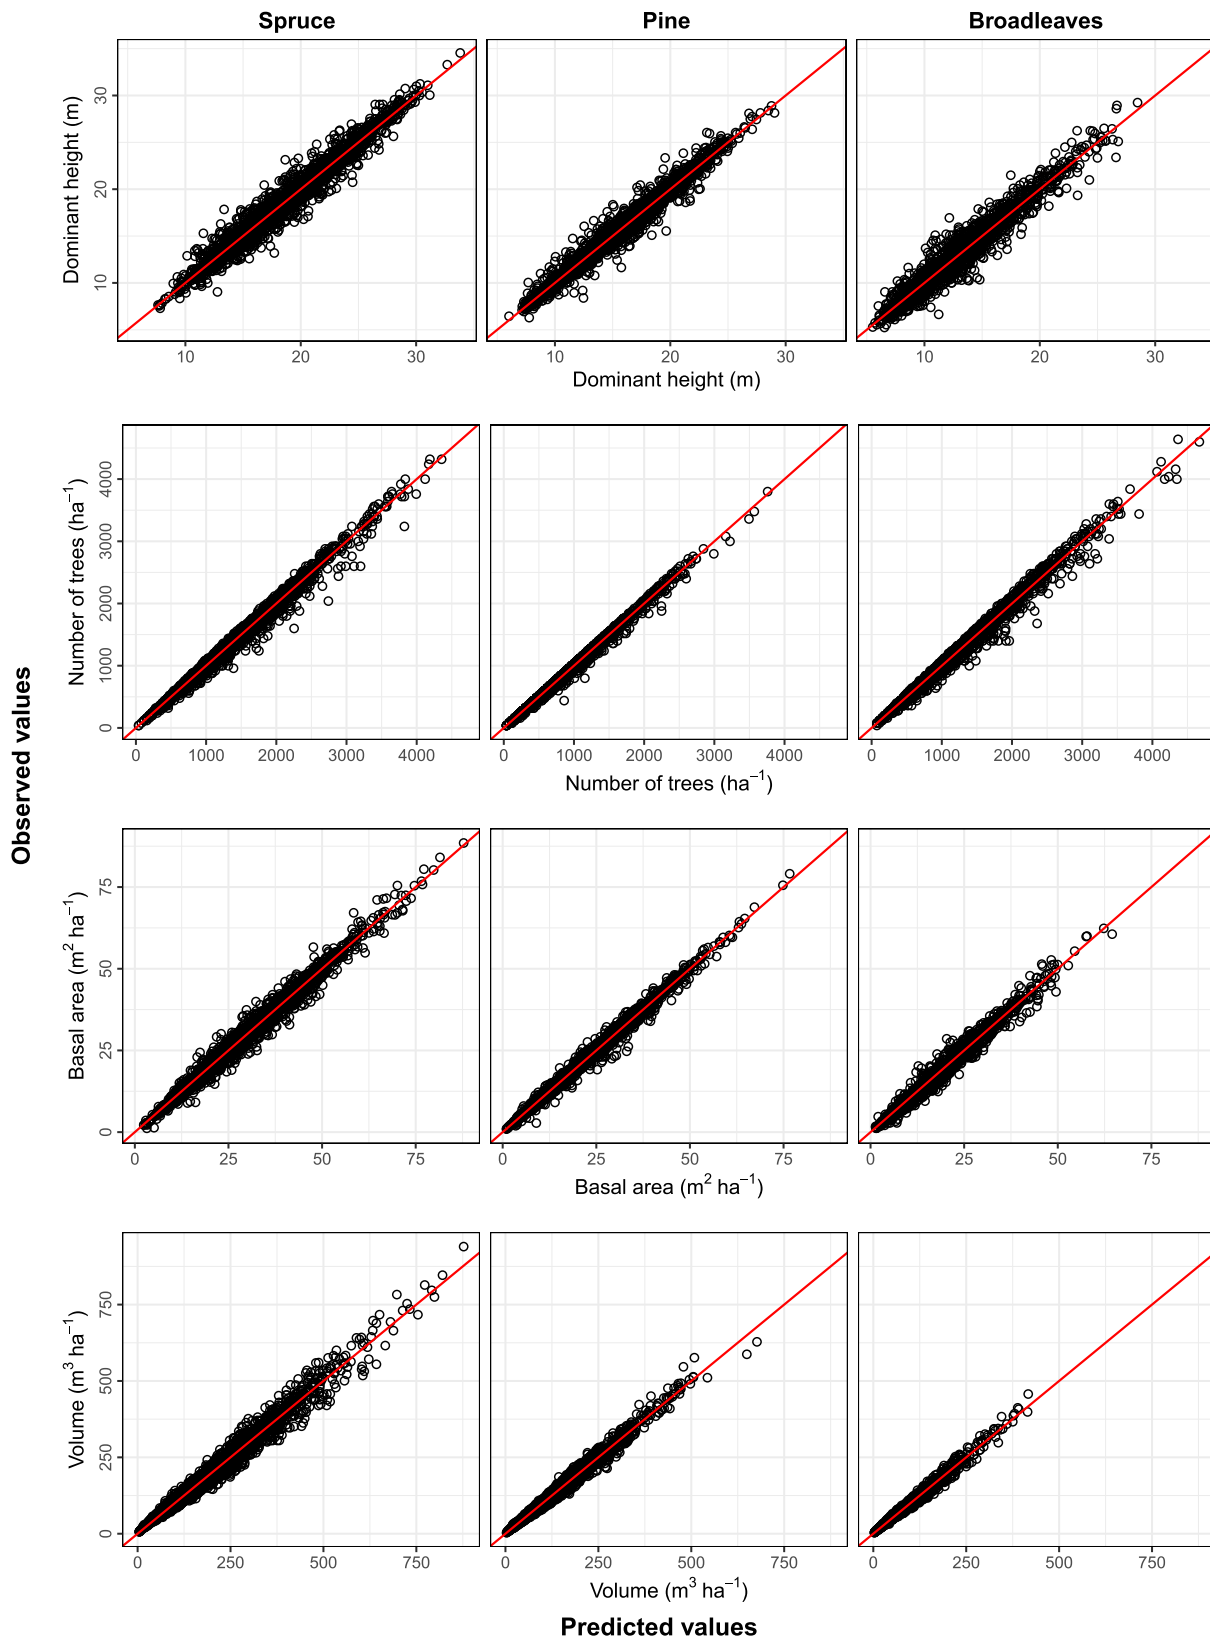 Spruce Pine Broadleaves
Observed values
Dominant height (m)
30
20
10
10 20 30 10 20 30 10 20 30
Dominant height (m)
Number of trees (ha⁻¹)
4000
3000
2000
1000
0
0 1000 2000 3000 4000 0 1000 2000 3000 4000 0 1000 2000 3000 4000
Number of trees (ha⁻¹)
Basal area (m² ha⁻¹)
75
50
25
0
0 25 50 75 0 25 50 75 0 25 50 75
Basal area (m² ha⁻¹)
Volume (m³ ha⁻¹)
750
500
250
0
0 250 500 750 0 250 500 750 0 250 500 750
Volume (m³ ha⁻¹)
Predicted values